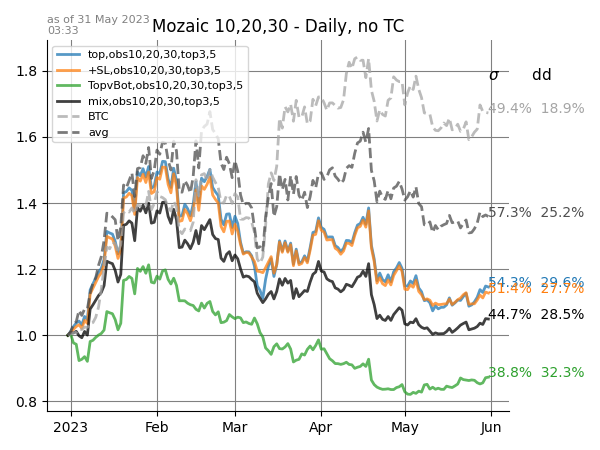 as of 31 May 2023
03:33
Mozaic 10,20,30 - Daily, no TC
top,obs10,20,30,top3,5
+SL,obs10,20,30,top3,5
TopvBot,obs10,20,30,top3,5
mix,obs10,20,30,top3,5
BTC
avg
σ dd
49.4% 18.9%
57.3% 25.2%
54.3% 29.6%
51.4% 27.7%
44.7% 28.5%
38.8% 32.3%
1.8
1.6
1.4
1.2
1.0
0.8
2023 Feb Mar Apr May Jun